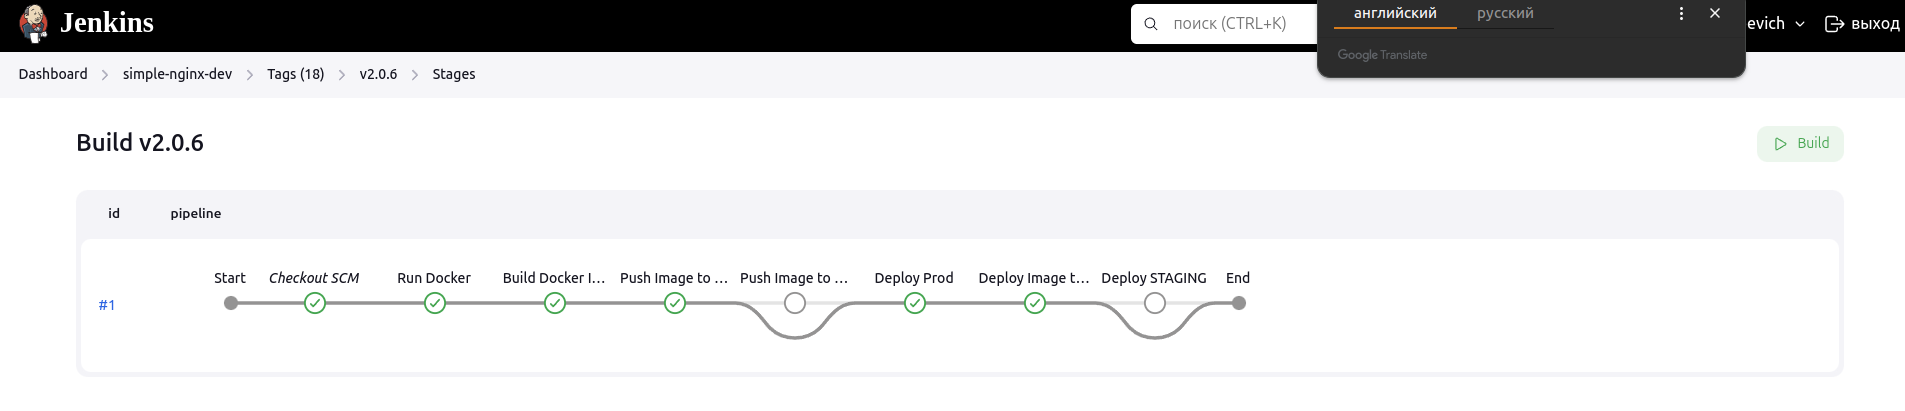 Jenkins
поиск (CTRL+K)
английский русский
evich
выход
Google Translate
Dashboard simple-nginx-dev Tags (18) v2.0.6 Stages
Build v2.0.6
Build
id pipeline
Start Checkout SCM Run Docker Build Docker I... Push Image to ... Push Image to ... Deploy Prod Deploy Image t... Deploy STAGING End
#1